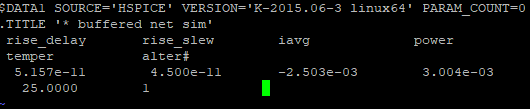 $DATA1 SOURCE='HSPICE' VERSION='K-2015.06-3 linux64' PARAM_COUNT=0
.TITLE '* buffered net sim'
rise_delay rise_slew iavg power
temper alter#
5.157e-11 4.500e-11 -2.503e-03 3.004e-03
25.0000 1
~